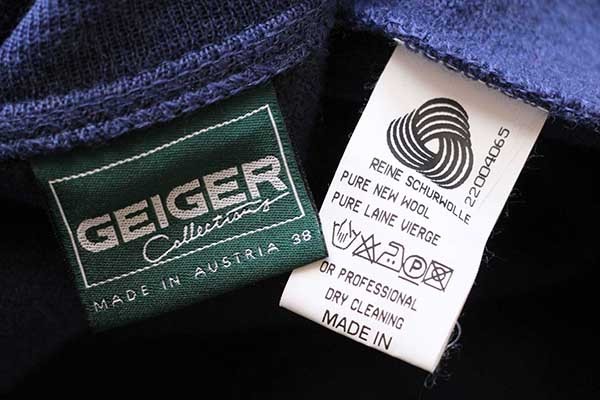 GEIGER
Collections
MADE IN AUSTRIA 38
REINE SCHURWOLLE
PURE NEW WOOL
PURE LAINE VIERGE
P
OR PROFESSIONAL
DRY CLEANING
MADE IN
22004065